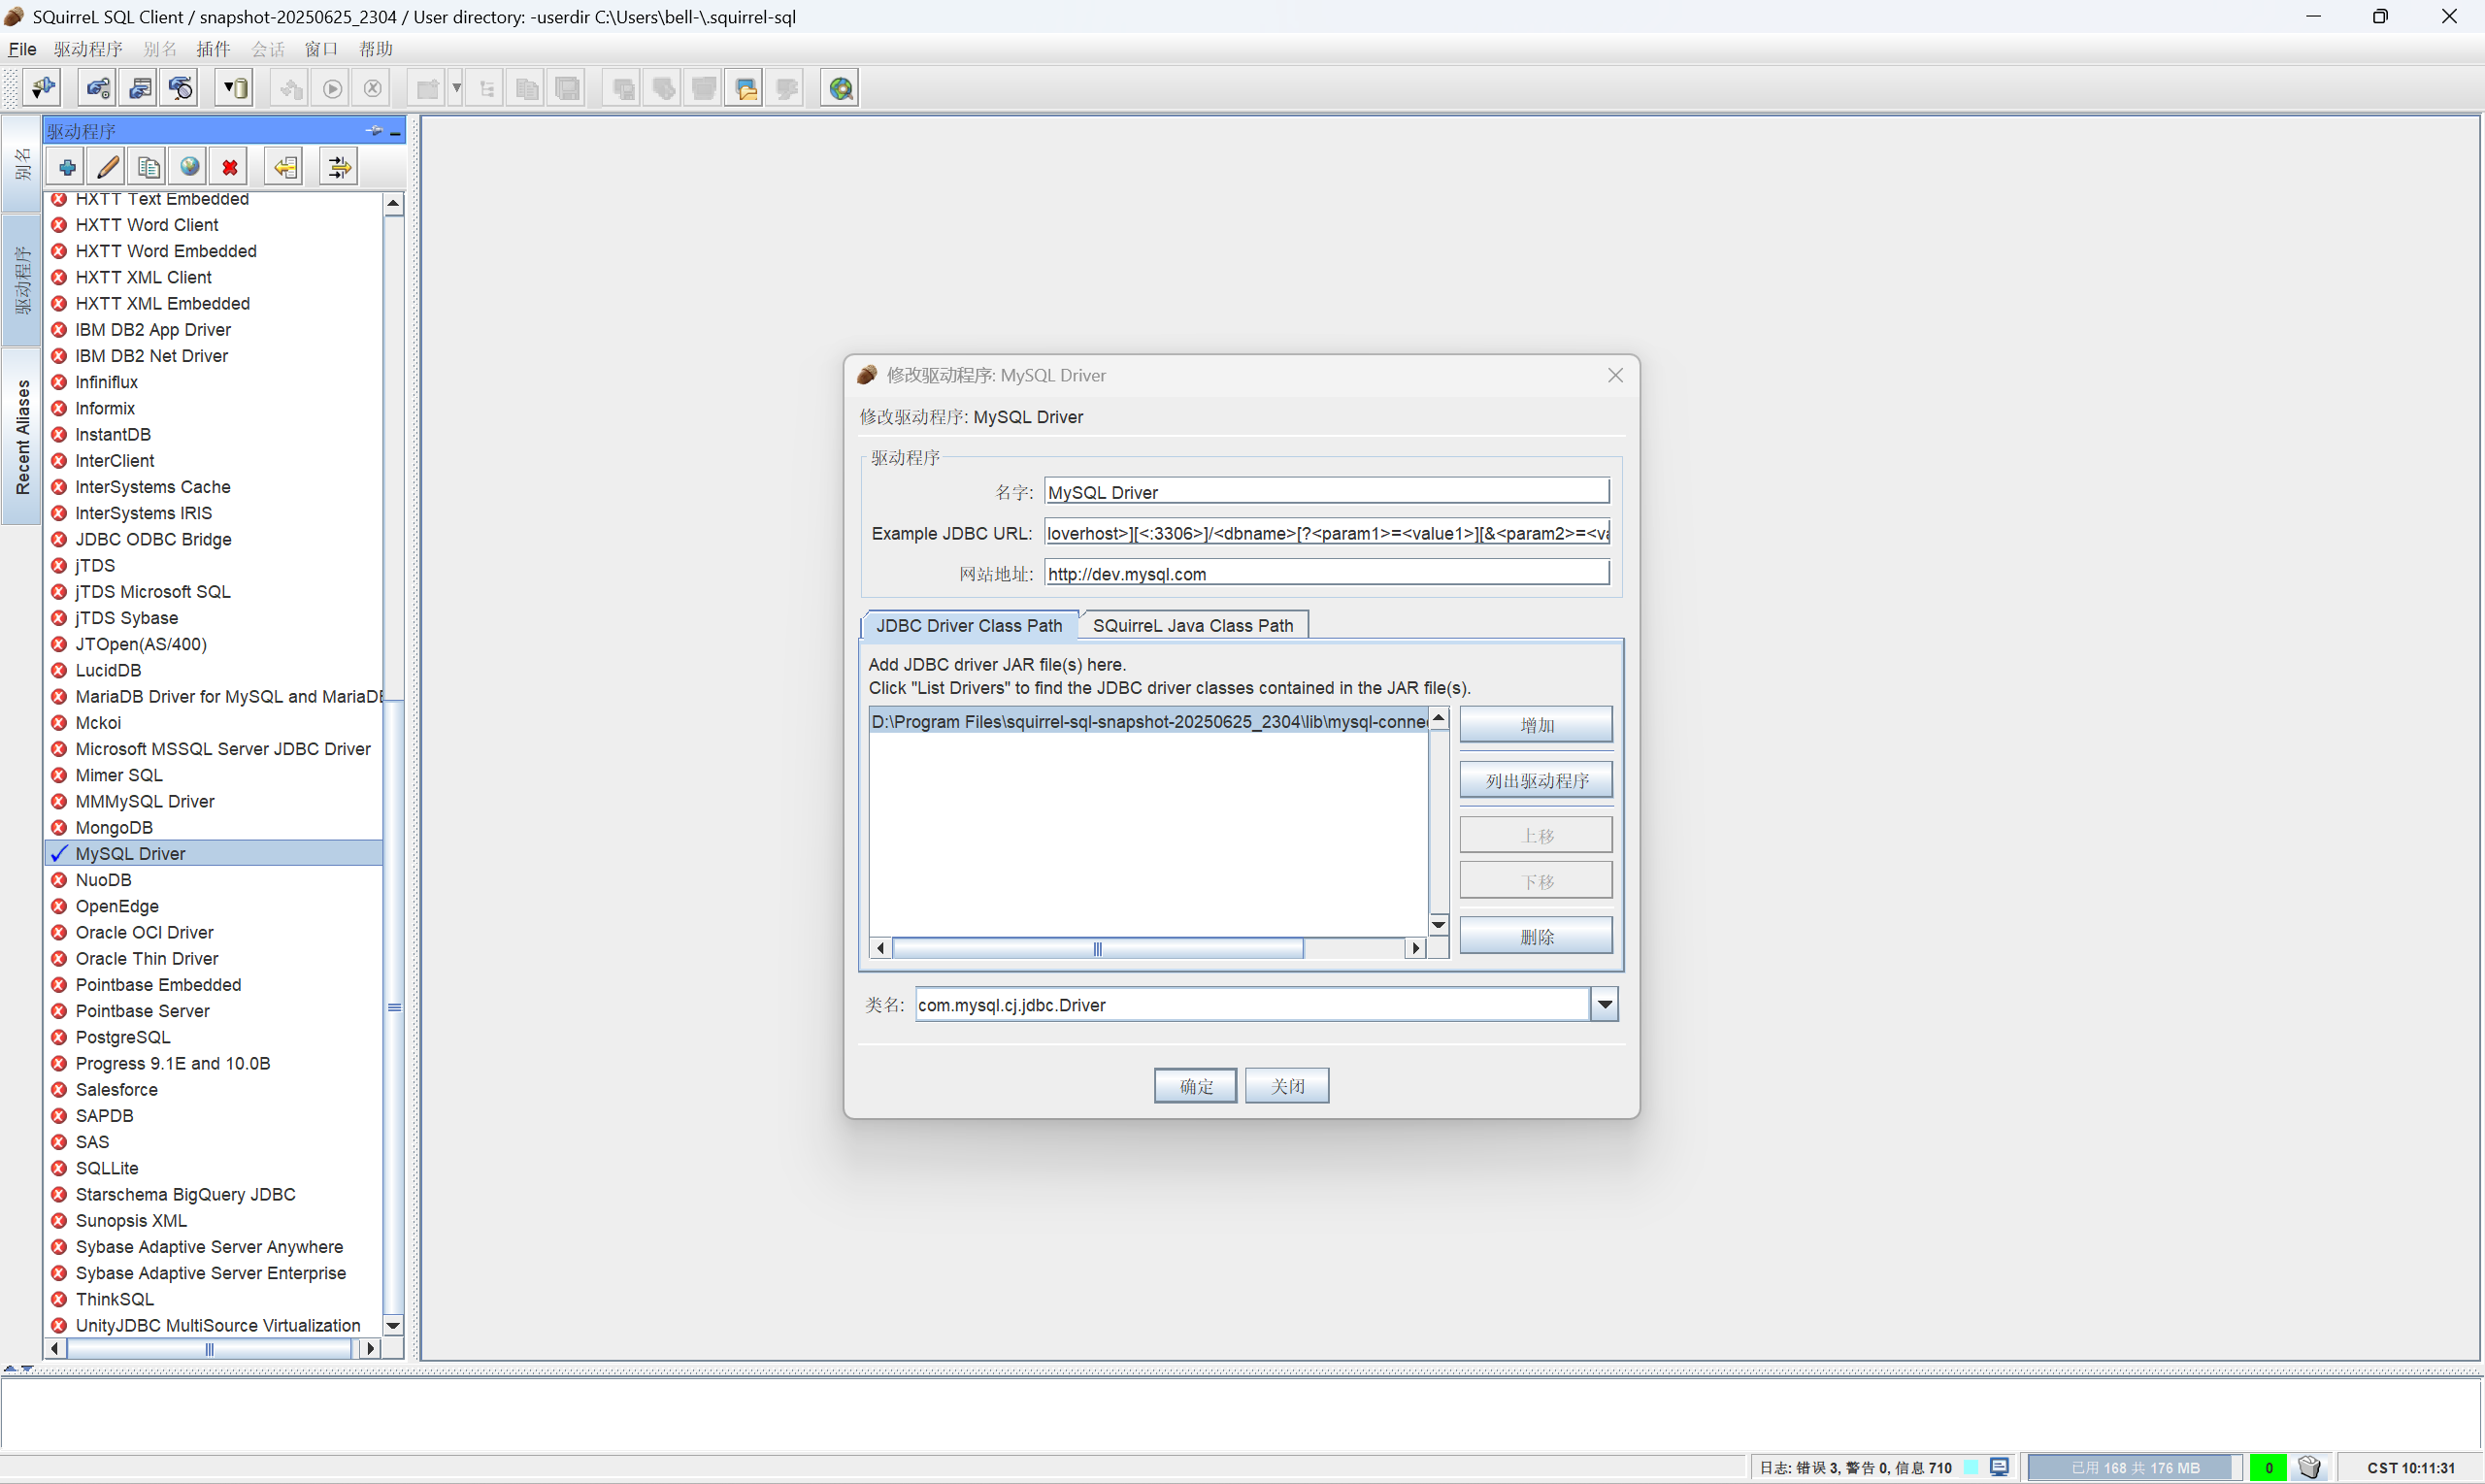 SQuirreL SQL Client / snapshot-20250625_2304 / User directory: -userdir C:\Users\bell-\.squirrel-sql
File 驱动程序 别名 插件 会话 窗口 帮助
别名
驱动程序
Recent Aliases
驱动程序
HXTT Text Embedded
HXTT Word Client
HXTT Word Embedded
HXTT XML Client
HXTT XML Embedded
IBM DB2 App Driver
IBM DB2 Net Driver
Infiniflux
Informix
InstantDB
InterClient
InterSystems Cache
InterSystems IRIS
JDBC ODBC Bridge
jTDS
jTDS Microsoft SQL
jTDS Sybase
JTOpen(AS/400)
LucidDB
MariaDB Driver for MySQL and MariaDB
Mckoi
Microsoft MSSQL Server JDBC Driver
Mimer SQL
MMMySQL Driver
MongoDB
MySQL Driver
NuoDB
OpenEdge
Oracle OCI Driver
Oracle Thin Driver
Pointbase Embedded
Pointbase Server
PostgreSQL
Progress 9.1E and 10.0B
Salesforce
SAPDB
SAS
SQLLite
Starschema BigQuery JDBC
Sunopsis XML
Sybase Adaptive Server Anywhere
Sybase Adaptive Server Enterprise
ThinkSQL
UnityJDBC MultiSource Virtualization
修改驱动程序: MySQL Driver
修改驱动程序: MySQL Driver
驱动程序
名字: MySQL Driver
Example JDBC URL: loverhost>][<:3306>]/<dbname>[?<param1>=<value1>][&<param2>=<va
网站地址: http://dev.mysql.com
JDBC Driver Class Path SQuirreL Java Class Path
Add JDBC driver JAR file(s) here.
Click "List Drivers" to find the JDBC driver classes contained in the JAR file(s).
D:\Program Files\squirrel-sql-snapshot-20250625_2304\lib\mysql-conne
增加
列出驱动程序
上移
下移
删除
类名: com.mysql.cj.jdbc.Driver
确定 关闭
日志: 错误 3, 警告 0, 信息 710 已用 168 共 176 MB 0 CST 10:11:31